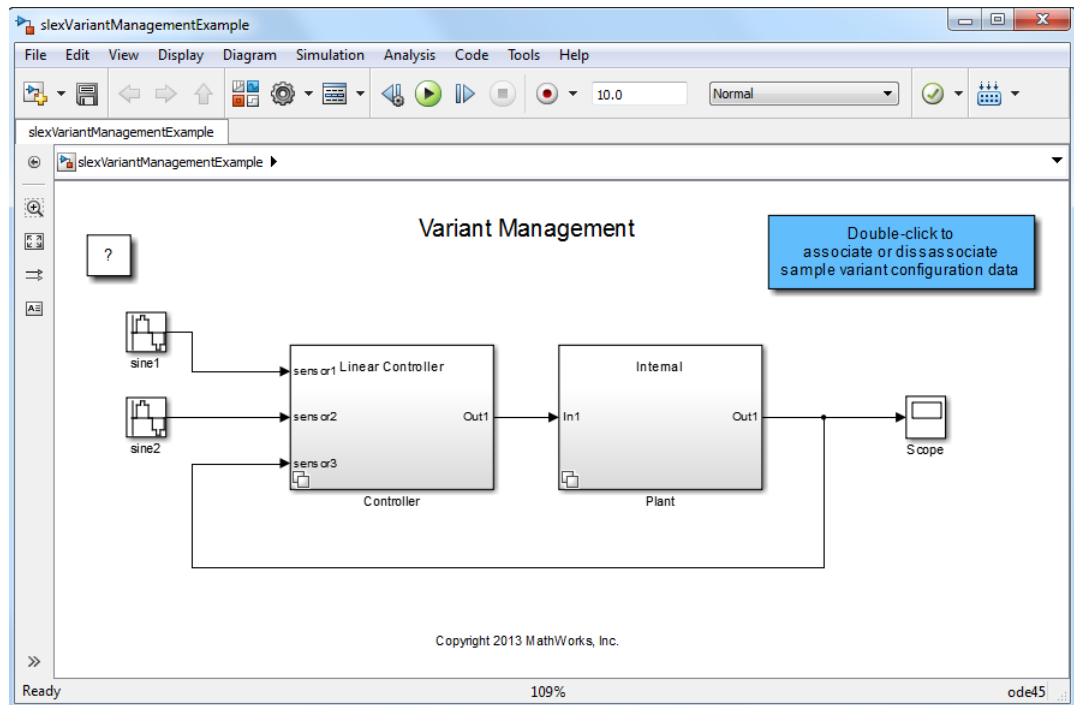 slexVariantManagementExample
File Edit View Display Diagram Simulation Analysis Code Tools Help
10.0 Normal
slexVariantManagementExample
slexVariantManagementExample
Variant Management
?
Double-click to
associate or dissassociate
sample variant configuration data
sine1
sensor1 Linear Controller
Internal
sine2
sensor2 Out1
In1 Out1
Scope
sensor3
Controller
Plant
Copyright 2013 MathWorks, Inc.
Ready 109% ode45